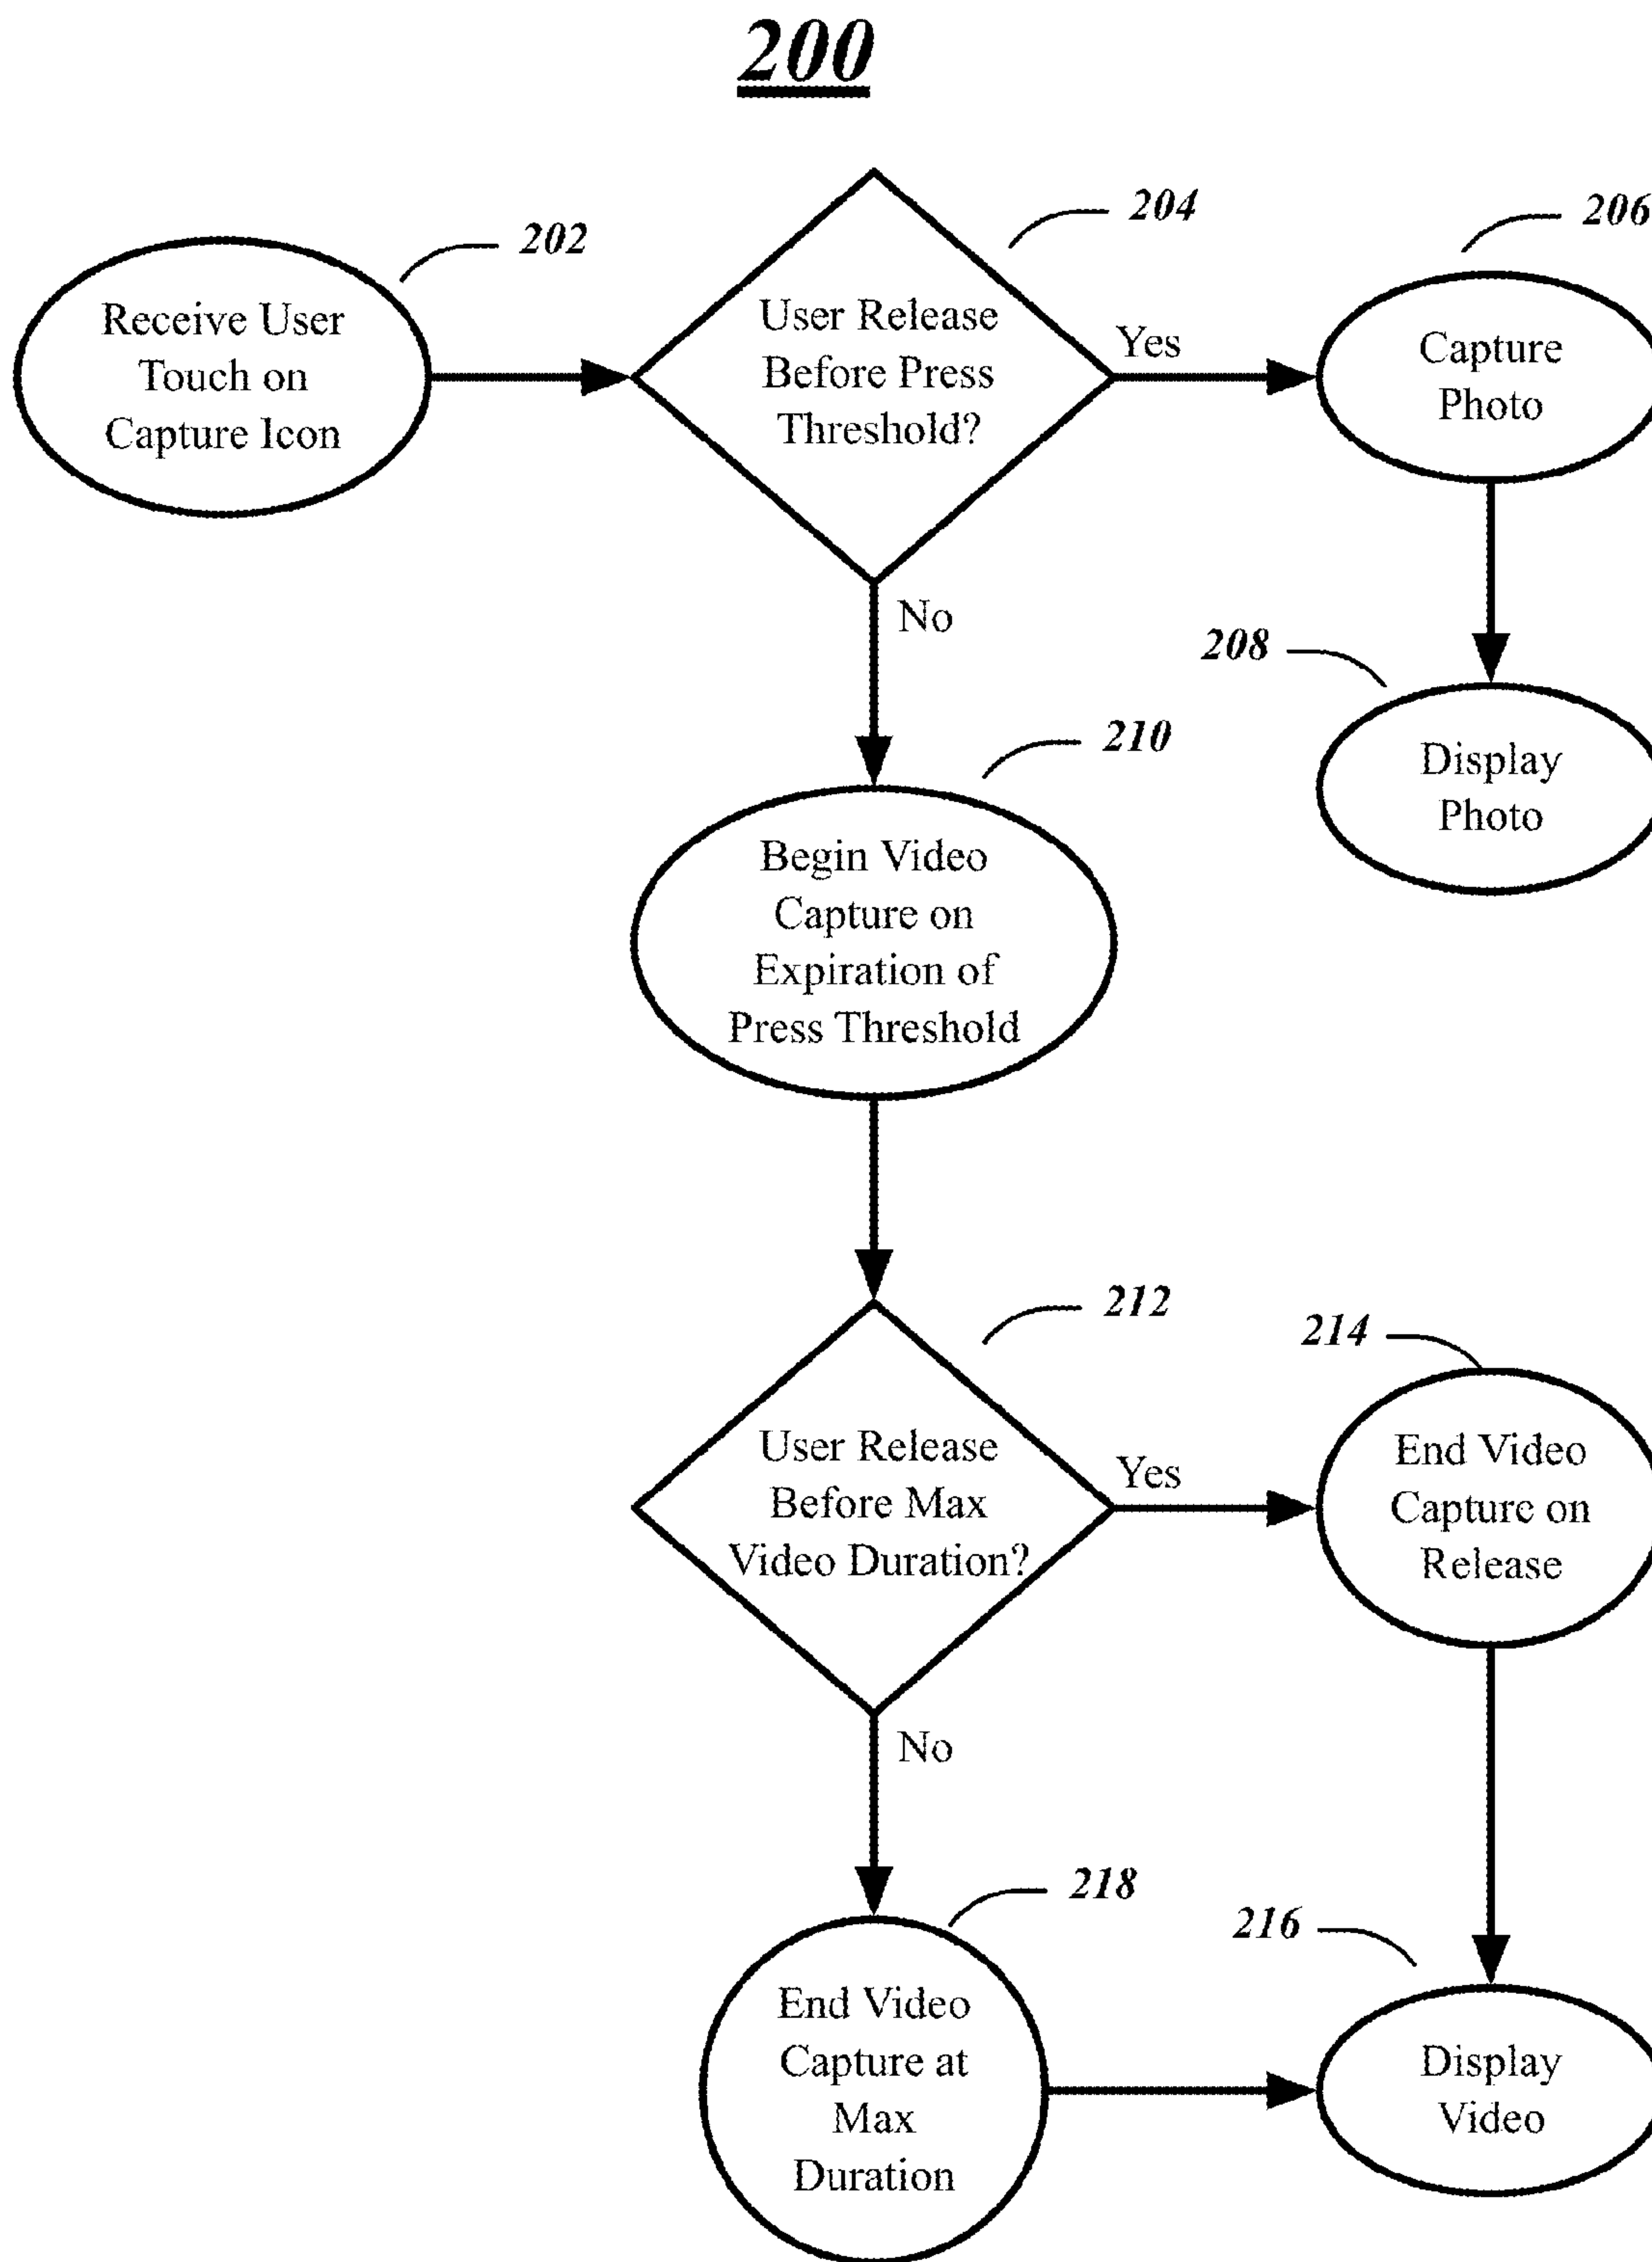 200
202
Receive User
Touch on
Capture Icon
204
User Release
Before Press
Threshold?
Yes
206
Capture
Photo
No
208
Display
Photo
210
Begin Video
Capture on
Expiration of
Press Threshold
212
User Release
Before Max
Video Duration?
Yes
214
End Video
Capture on
Release
No
218
End Video
Capture at
Max
Duration
216
Display
Video